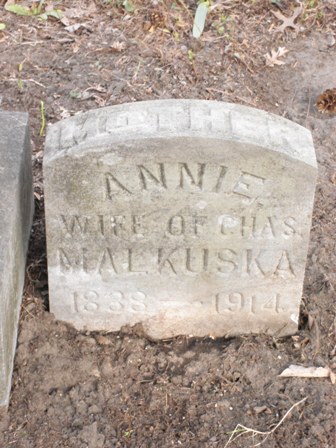 MOTHER
ANNIE
WIFE OF CHAS.
MALKUSKA
1838 - 1914